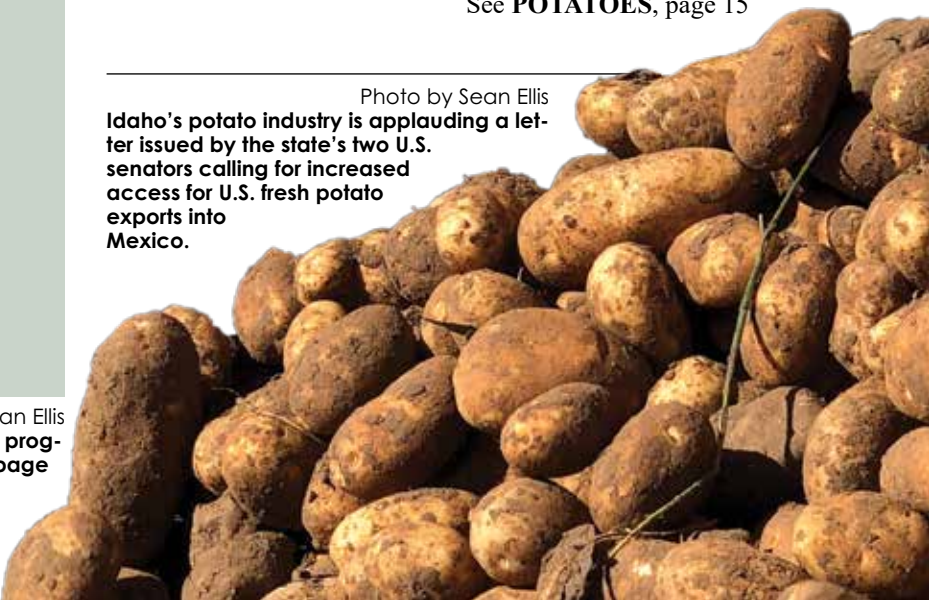 See POTATOES, page 15
Photo by Sean Ellis
Idaho’s potato industry is applauding a let-
ter issued by the state’s two U.S.
senators calling for increased
access for U.S. fresh potato
exports into
Mexico.
an Ellis
prog-
page